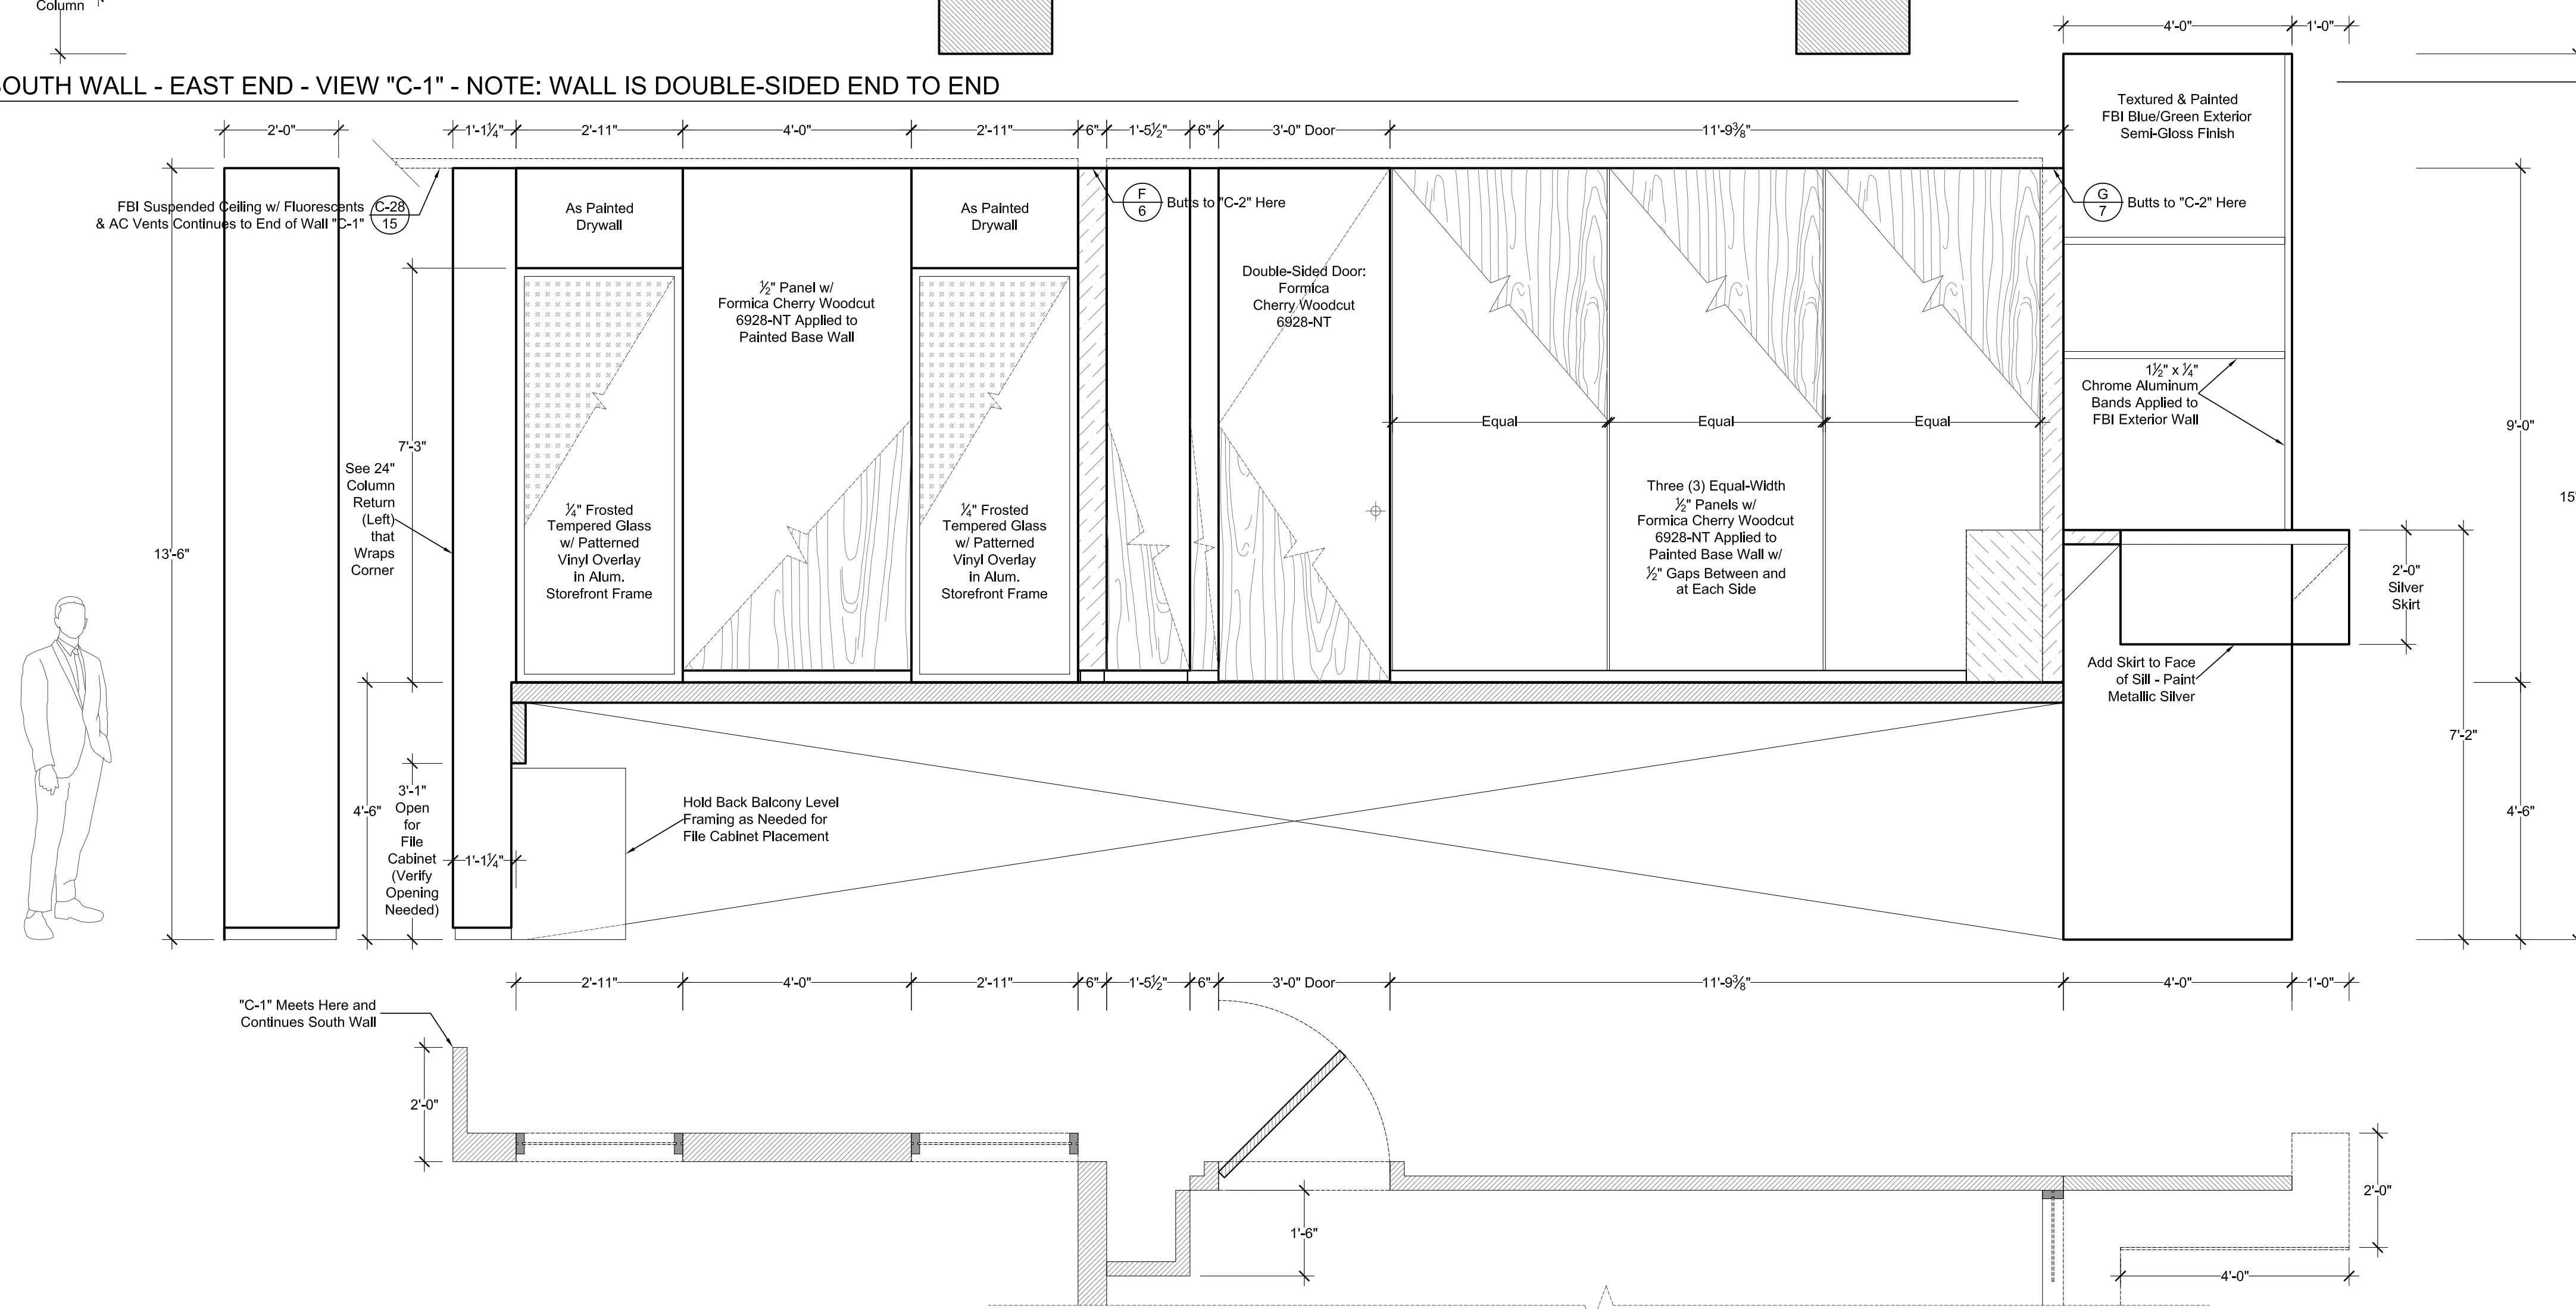 Column
4'-0"
1'-0"
OUTH WALL - EAST END - VIEW "C-1" - NOTE: WALL IS DOUBLE-SIDED END TO END
2'-0"
1'-1¼"
2'-11"
4'-0"
2'-11"
6"
1'-5½"
6"
3'-0" Door
11'-9⅜"
Textured & Painted
FBI Blue/Green Exterior
Semi-Gloss Finish
FBI Suspended Ceiling w/ Fluorescents
& AC Vents Continues to End of Wall "C-1"
C-28
15
As Painted
Drywall
As Painted
Drywall
F
6
Butts to "C-2" Here
G
7
Butts to "C-2" Here
½" Panel w/
Formica Cherry Woodcut
6928-NT Applied to
Painted Base Wall
Double-Sided Door:
Formica
Cherry Woodcut
6928-NT
1½" x ¼"
Chrome Aluminum
Bands Applied to
FBI Exterior Wall
Equal
Equal
Equal
9'-0"
7'-3"
15'
See 24"
Column
Return
(Left)
that
Wraps
Corner
13'-6"
¼" Frosted
Tempered Glass
w/ Patterned
Vinyl Overlay
in Alum.
Storefront Frame
¼" Frosted
Tempered Glass
w/ Patterned
Vinyl Overlay
in Alum.
Storefront Frame
Three (3) Equal-Width
½" Panels w/
Formica Cherry Woodcut
6928-NT Applied to
Painted Base Wall w/
½" Gaps Between and
at Each Side
2'-0"
Silver
Skirt
Add Skirt to Face
of Sill - Paint
Metallic Silver
7'-2"
4'-6"
4'-6"
3'-1"
Open
for
File
Cabinet
(Verify
Opening
Needed)
1'-1¼"
Hold Back Balcony Level
Framing as Needed for
File Cabinet Placement
2'-11"
4'-0"
2'-11"
6"
1'-5½"
6"
3'-0" Door
11'-9⅜"
4'-0"
1'-0"
"C-1" Meets Here and
Continues South Wall
2'-0"
1'-6"
2'-0"
4'-0"